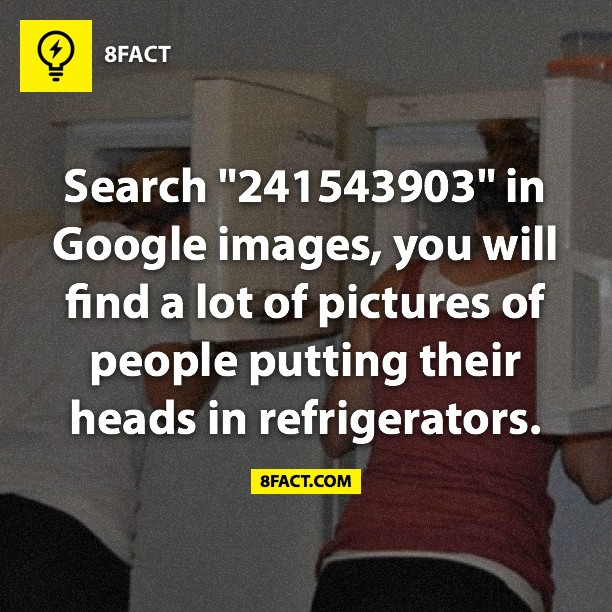 8FACT
Search "241543903" in
Google images, you will
find a lot of pictures of
people putting their
heads in refrigerators.
8FACT.COM